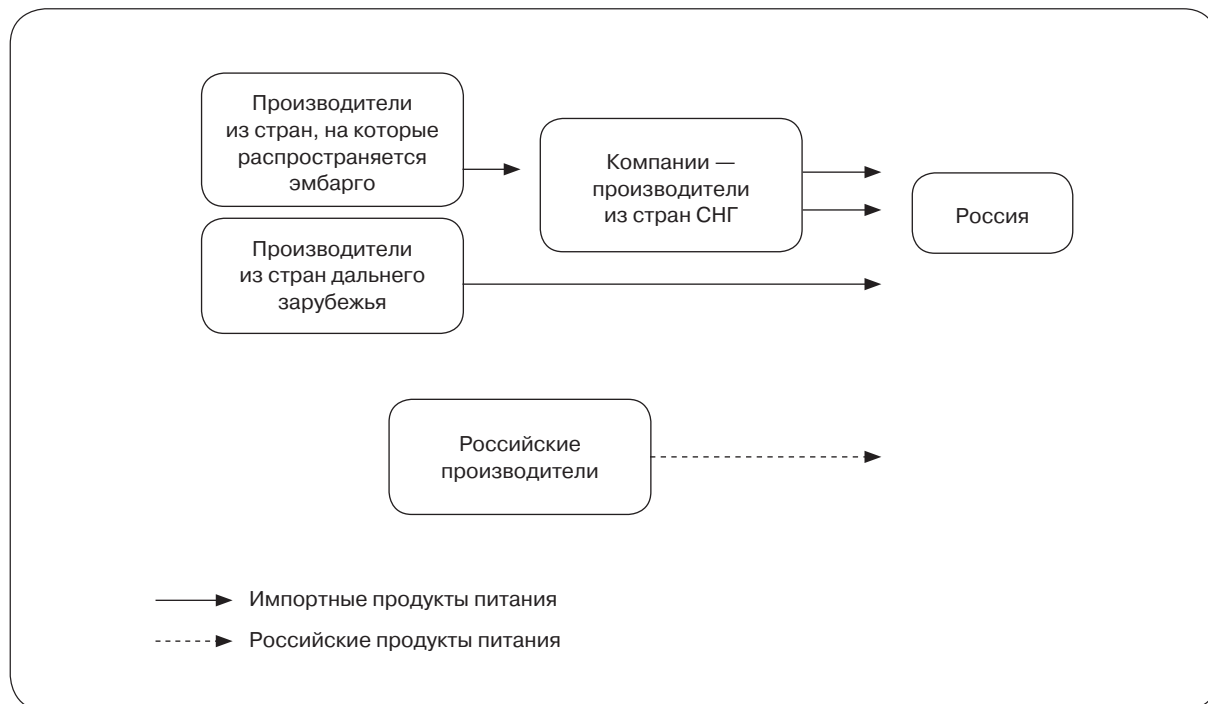 Производители
из стран, на которые
распространяется
эмбарго
Компании —
производители
из стран СНГ
Россия
Производители
из стран дальнего
зарубежья
Российские
производители
Импортные продукты питания
Российские продукты питания